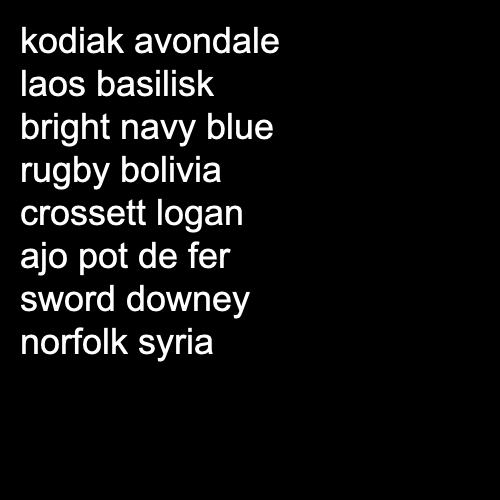 kodiak avondale
laos basilisk
bright navy blue
rugby bolivia
crossett logan
ajo pot de fer
sword downey
norfolk syria